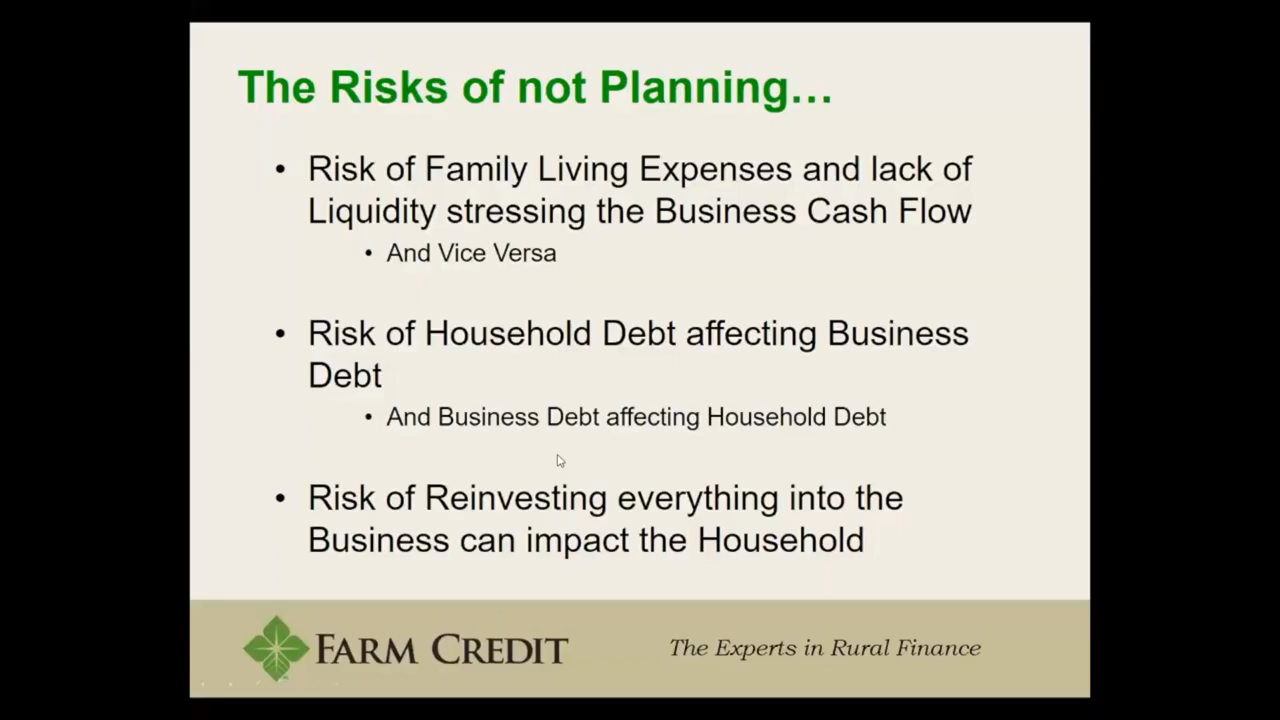 The Risks of not Planning…
• Risk of Family Living Expenses and lack of
Liquidity stressing the Business Cash Flow
• And Vice Versa
• Risk of Household Debt affecting Business
Debt
• And Business Debt affecting Household Debt
• Risk of Reinvesting everything into the
Business can impact the Household
FARM CREDIT
The Experts in Rural Finance